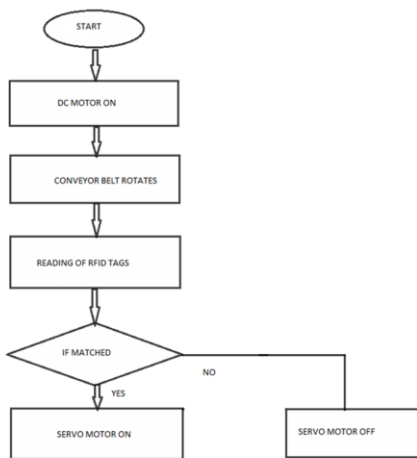 START
DC MOTOR ON
CONVEYOR BELT ROTATES
READING OF RFID TAGS
IF MATCHED
NO
YES
SERVO MOTOR ON
SERVO MOTOR OFF